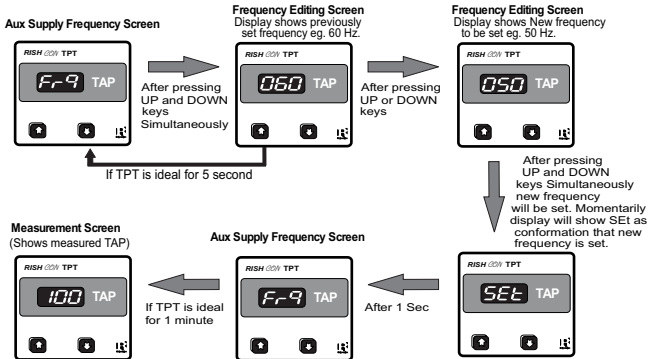 Aux Supply Frequency Screen
RISH CON TPT
Frq TAP
After pressing
UP and DOWN
keys
Simultaneously
Frequency Editing Screen
Display shows previously
set frequency eg. 60 Hz.
RISH CON TPT
060 TAP
After pressing
UP or DOWN
keys
Frequency Editing Screen
Display shows New frequency
to be set eg. 50 Hz.
RISH CON TPT
050 TAP
If TPT is ideal for 5 second
After pressing
UP and DOWN
keys Simultaneously
new frequency
will be set. Momentarily
display will show SEt as
conformation that new
frequency is set.
RISH CON TPT
SEt TAP
After 1 Sec
Aux Supply Frequency Screen
RISH CON TPT
Frq TAP
If TPT is ideal
for 1 minute
Measurement Screen
(Shows measured TAP)
RISH CON TPT
100 TAP